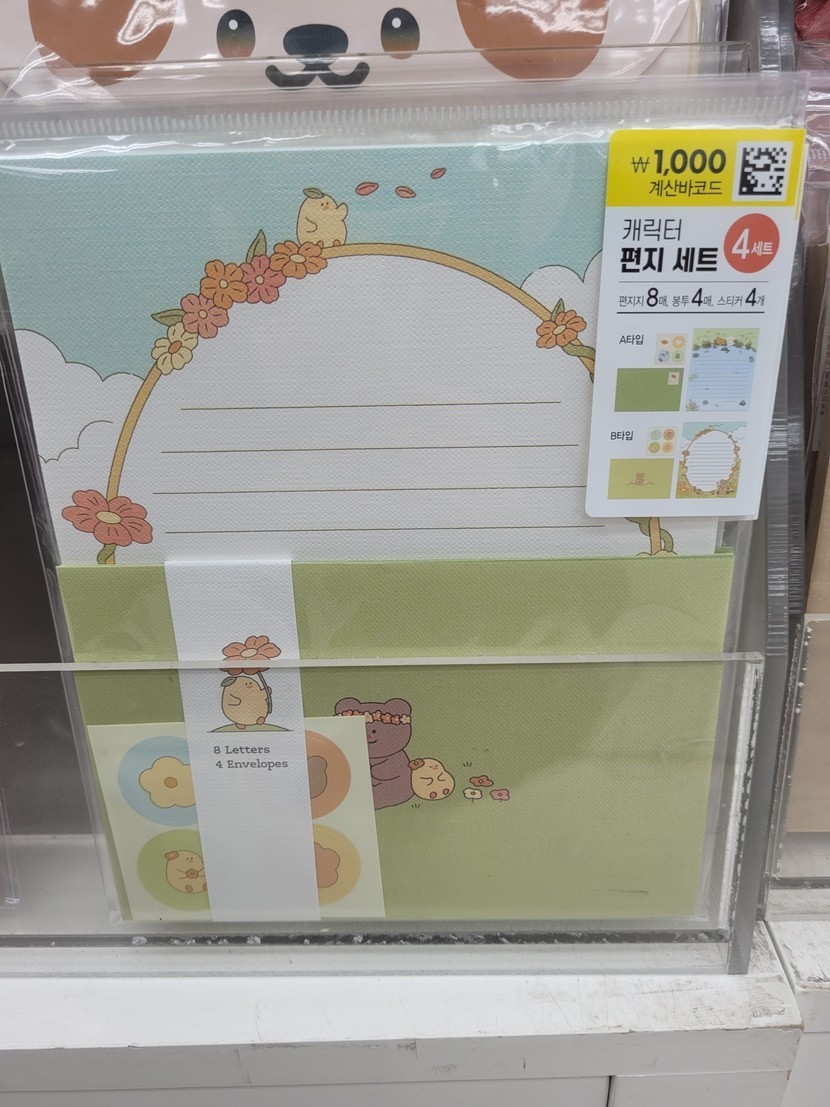 ₩1,000
계산바코드
캐릭터
편지 세트
4세트
편지지 8매, 봉투 4매, 스티커 4개
A타입
B타입
8 Letters
4 Envelopes